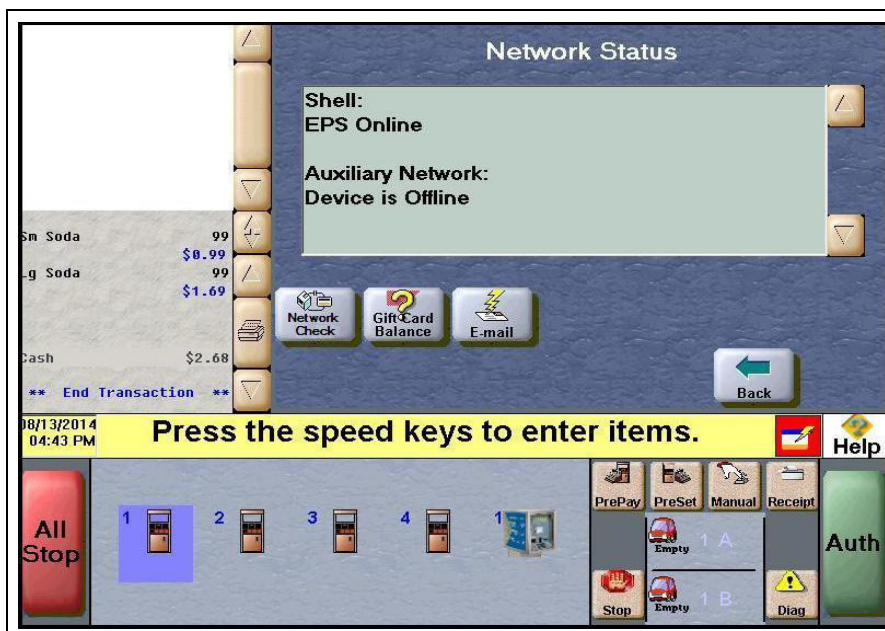 Network Status
Shell:
EPS Online
Auxiliary Network:
Device is Offline
Sm Soda 99
$0.99
Lg Soda 99
$1.69
Cash $2.68
** End Transaction **
Network Check
Gift Card Balance
E-mail
Back
08/13/2014
04:43 PM
Press the speed keys to enter items.
Help
All Stop
1 2 3 4 1
PrePay PreSet Manual Receipt
Empty 1 A
Stop Empty 1 B Diag
Auth